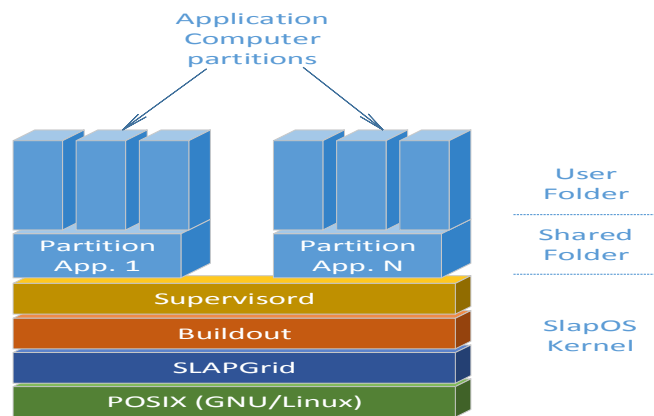 Application
Computer
partitions
User
Folder
Partition
App. 1
Partition
App. N
Shared
Folder
Supervisord
Buildout
SlapOS
Kernel
SLAPGrid
POSIX (GNU/Linux)